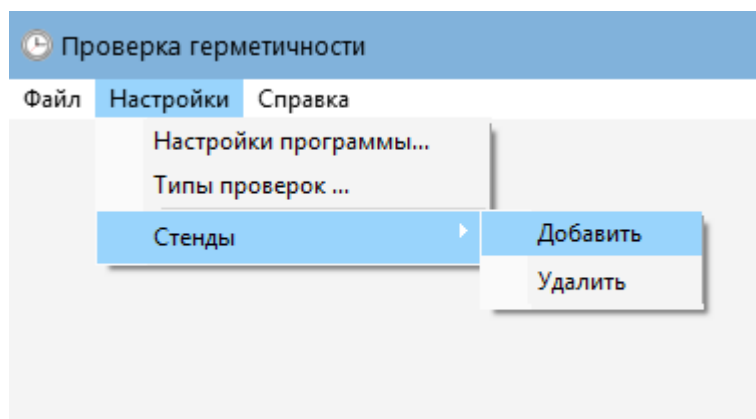 Проверка герметичности
Файл Настройки Справка
Настройки программы...
Типы проверок ...
Стенды
Добавить
Удалить